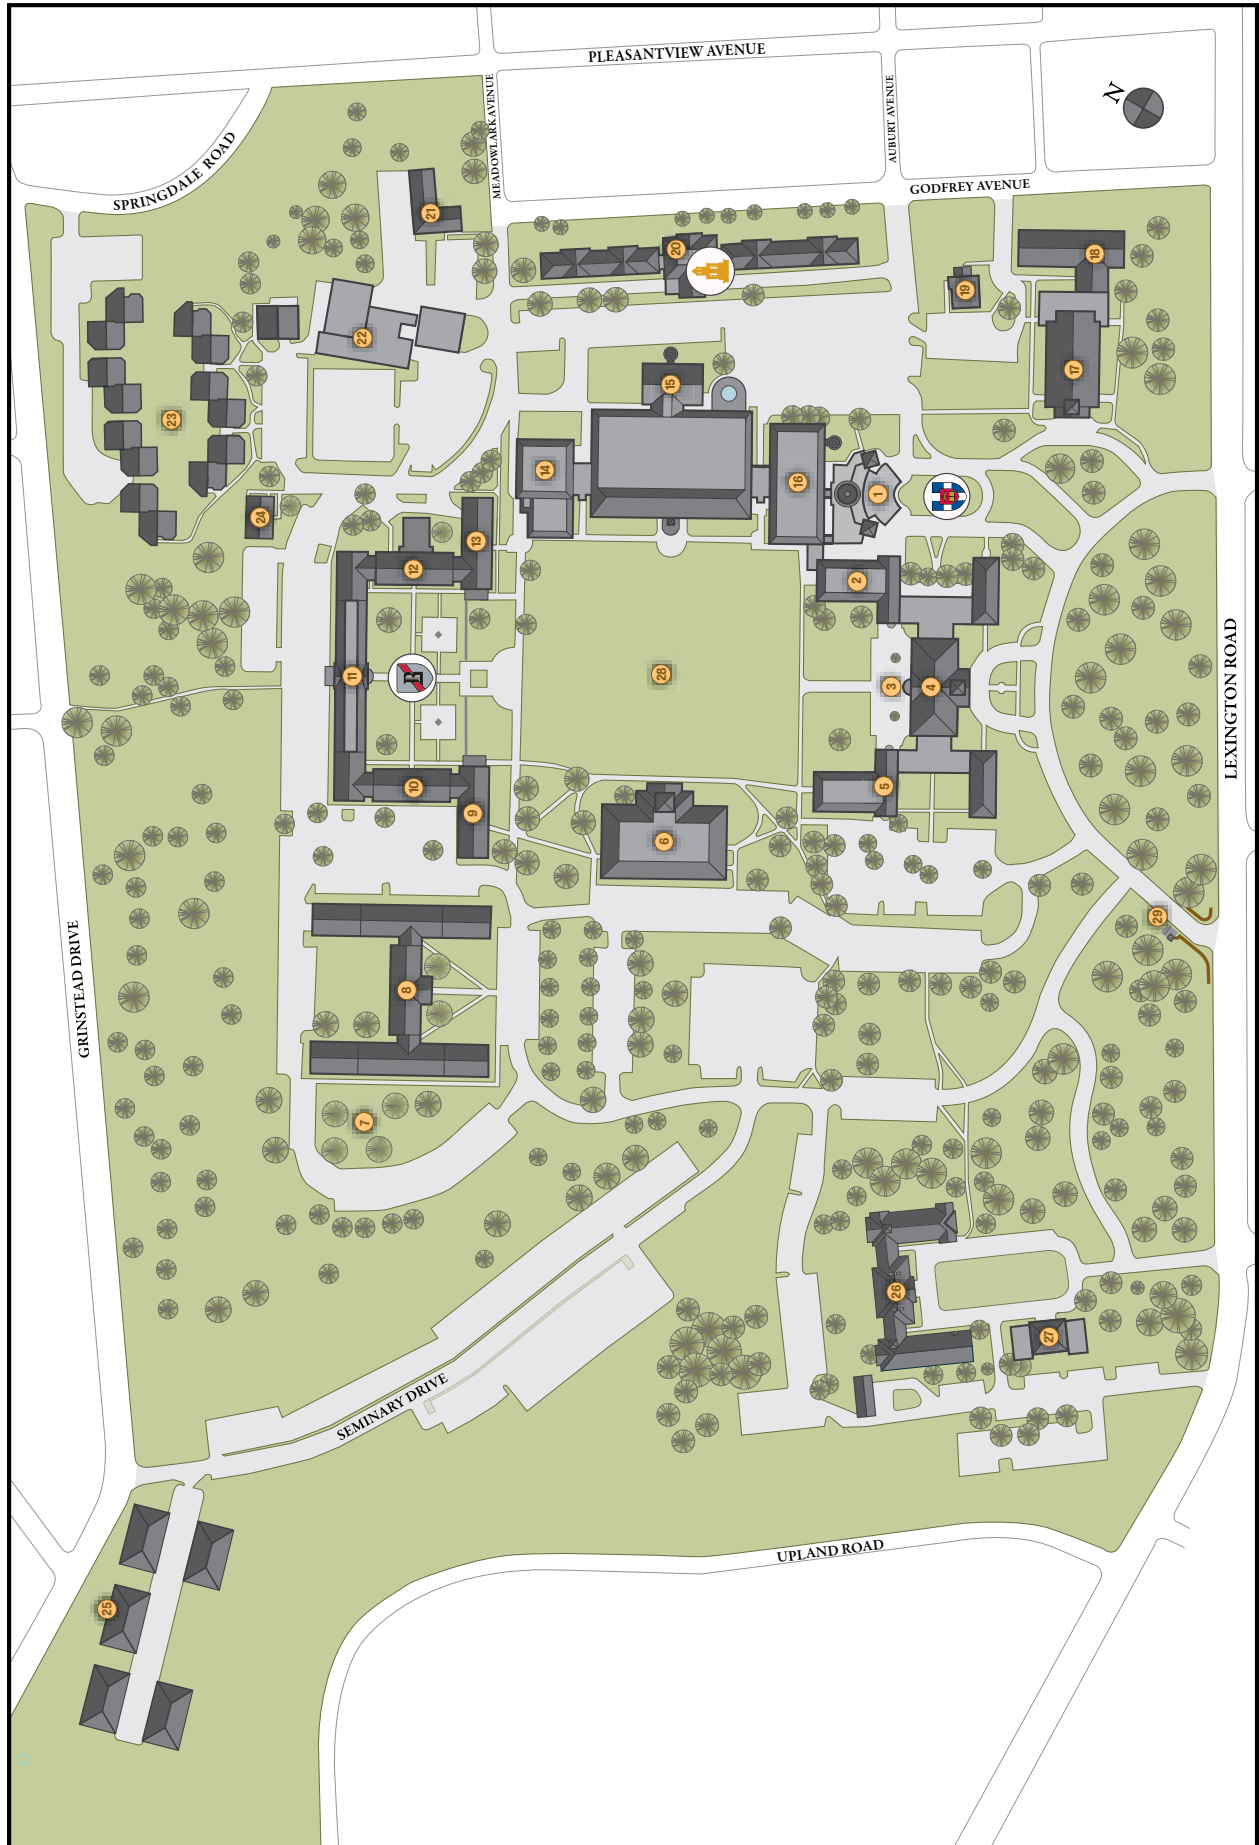 PLEASANTVIEW AVENUE
MEADOWLARK AVENUE
AUBURT AVENUE
N
SPRINGDALE ROAD
GODFREY AVENUE
21
20
18
19
22
17
15
23
14
16
1
24
13
12
2
11
B
28
3
4
LEXINGTON ROAD
10
5
9
6
29
GRINSTEAD DRIVE
8
7
26
27
SEMINARY DRIVE
UPLAND ROAD
25